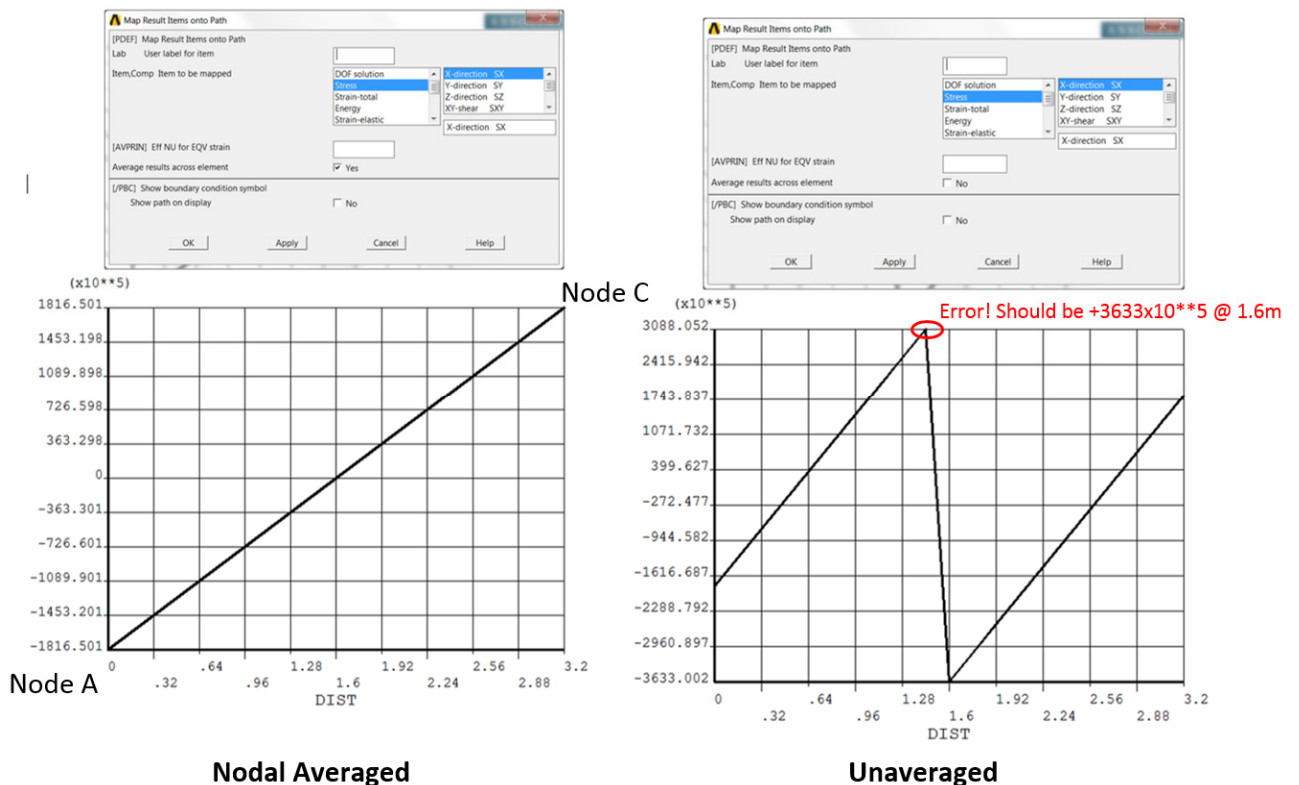 Map Result Items onto Path
[PDEF] Map Result Items onto Path
Lab User label for item
Item,Comp Item to be mapped
DOF solution
Stress
Strain-total
Energy
Strain-elastic
X-direction SX
Y-direction SY
Z-direction SZ
XY-shear SXY
X-direction SX
[AVPRIN] Eff NU for EQV strain
Average results across element
Yes
[/PBC] Show boundary condition symbol
Show path on display
No
OK
Apply
Cancel
Help
Map Result Items onto Path
[PDEF] Map Result Items onto Path
Lab User label for item
Item,Comp Item to be mapped
DOF solution
Stress
Strain-total
Energy
Strain-elastic
X-direction SX
Y-direction SY
Z-direction SZ
XY-shear SXY
X-direction SX
[AVPRIN] Eff NU for EQV strain
Average results across element
No
[/PBC] Show boundary condition symbol
Show path on display
No
OK
Apply
Cancel
Help
(x10**5)
1816.501
1453.198
1089.898
726.598
363.298
0
-363.301
-726.601
-1089.901
-1453.201
-1816.501
0 .64 1.28 1.92 2.56 3.2
.32 .96 1.6 2.24 2.88
DIST
Node A
Node C
(x10**5)
Error! Should be +3633x10**5 @ 1.6m
3088.052
2415.942
1743.837
1071.732
399.627
-272.477
-944.582
-1616.687
-2288.792
-2960.897
-3633.002
0 .64 1.28 1.92 2.56 3.2
.32 .96 1.6 2.24 2.88
DIST
Nodal Averaged
Unaveraged